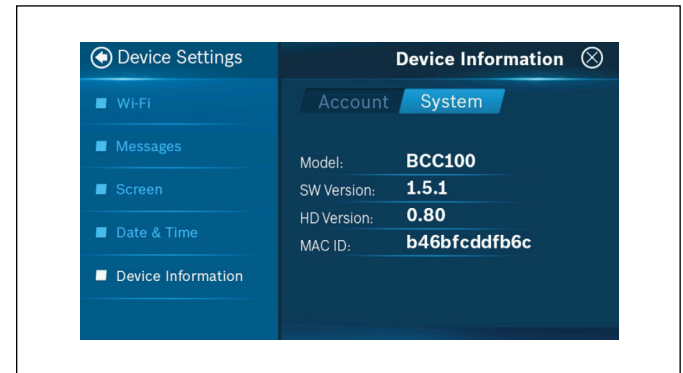 Device Settings
Wi-Fi
Messages
Screen
Date & Time
Device Information
Device Information
Account System
Model: BCC100
SW Version: 1.5.1
HD Version: 0.80
MAC ID: b46bfcddfb6c